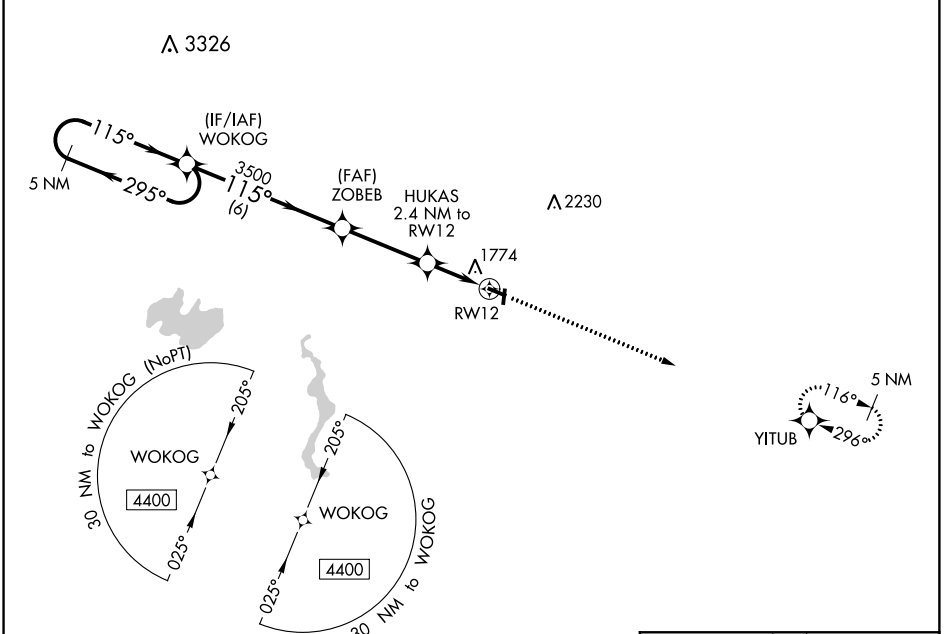 3326
(IF/IAF)
WOKOG
115°
5 NM
295°
3500
115°
(6)
(FAF)
ZOBEB
HUKAS
2.4 NM to
RW12
2230
1774
RW12
5 NM
116°
296°
YITUB
30 NM to WOKOG (NoPT)
205°
WOKOG
4400
025°
205°
WOKOG
4400
025°
30 NM to WOKOG